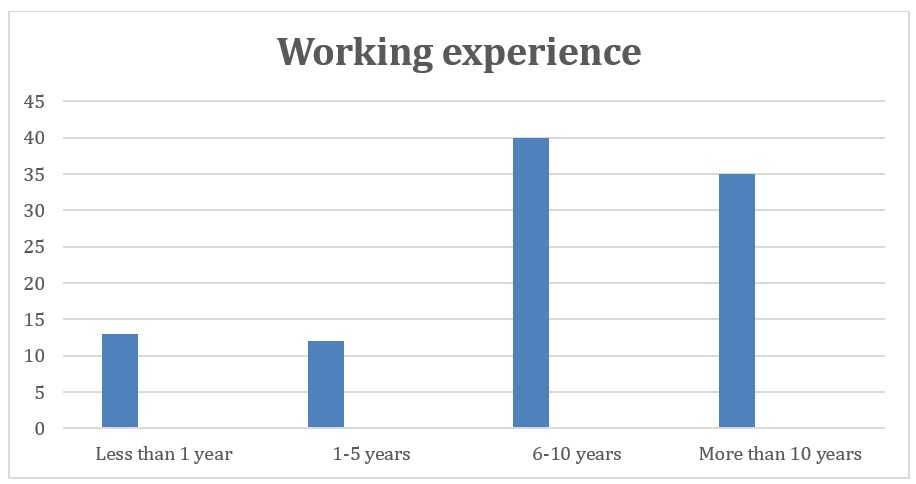 Working experience
45
40
35
30
25
20
15
10
5
0
Less than 1 year
1-5 years
6-10 years
More than 10 years